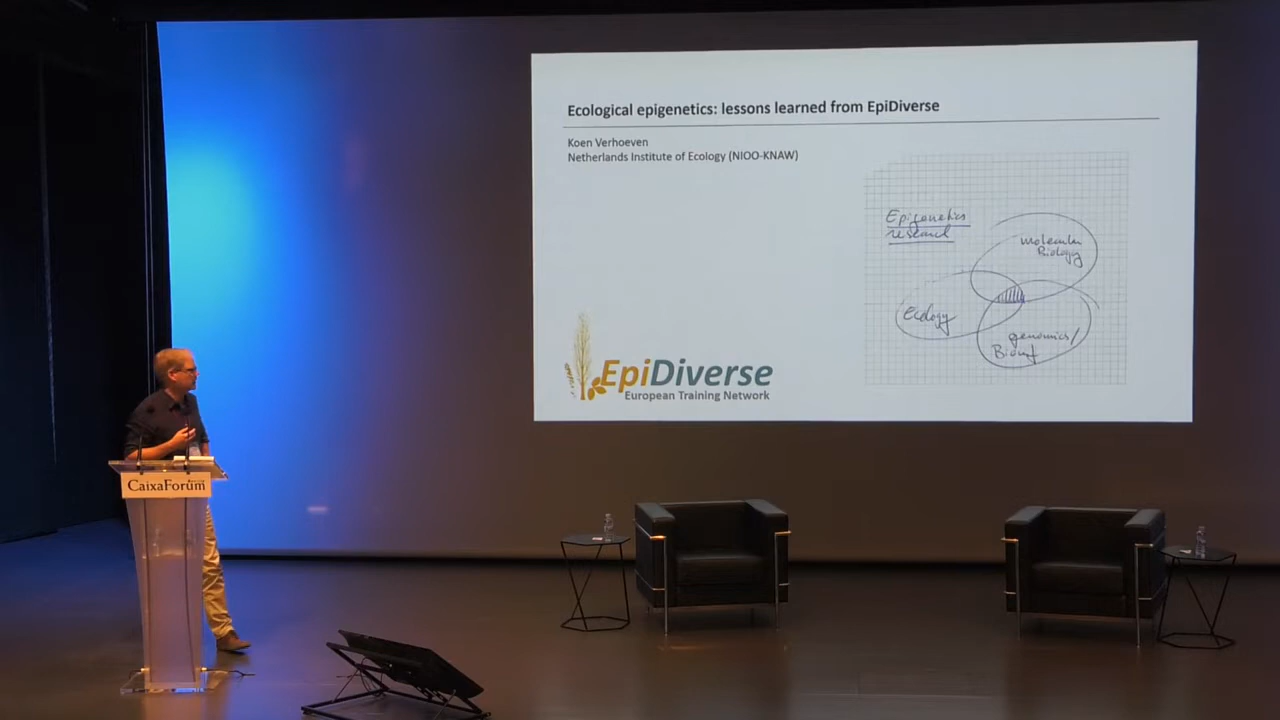 Ecological epigenetics: lessons learned from EpiDiverse
Koen Verhoeven
Netherlands Institute of Ecology (NIOO-KNAW)
Epigenetics
research
molecular
Biology
Ecology
genomics/
Bioinf
EpiDiverse
European Training Network
CaixaForum